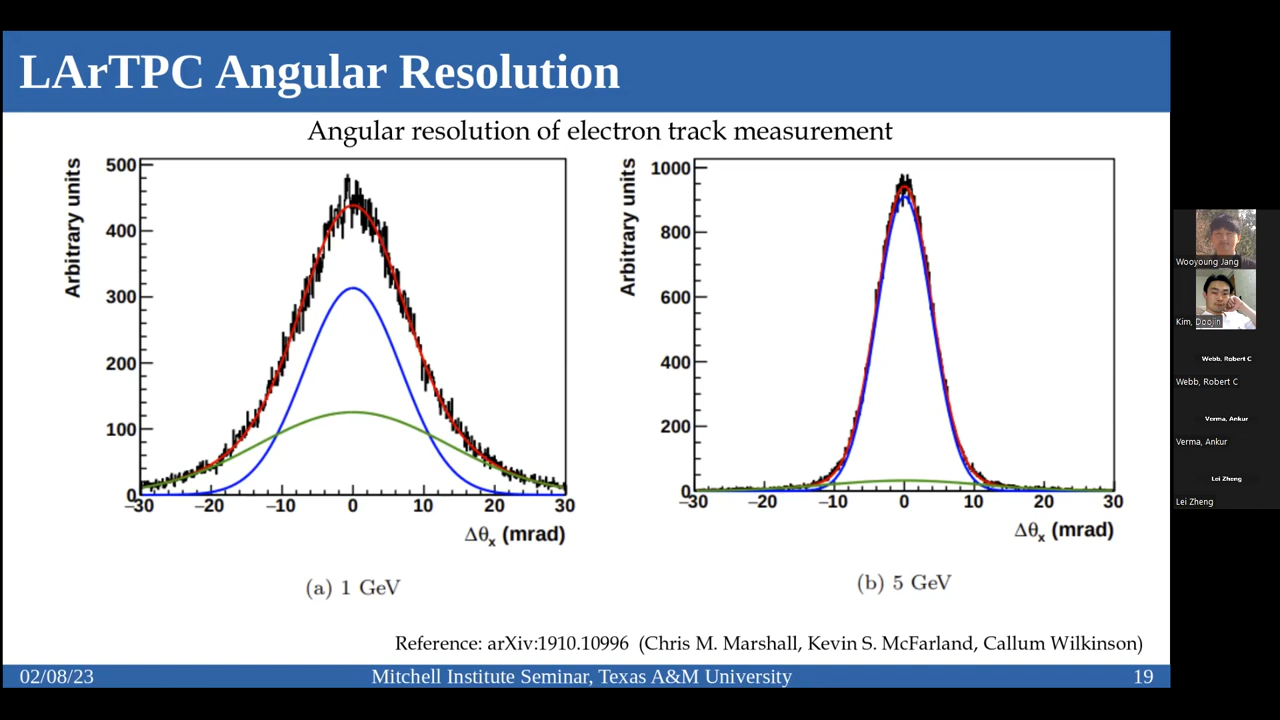 LArTPC Angular Resolution
Angular resolution of electron track measurement
Arbitrary units
500
400
300
200
100
0
−30
−20
−10
0
10
20
30
Δθx (mrad)
(a) 1 GeV
Arbitrary units
1000
800
600
400
200
0
−30
−20
−10
0
10
20
30
Δθx (mrad)
(b) 5 GeV
Reference: arXiv:1910.10996 (Chris M. Marshall, Kevin S. McFarland, Callum Wilkinson)
02/08/23
Mitchell Institute Seminar, Texas A&M University
19
Wooyoung Jang
Kim, Doojin
Webb, Robert C
Webb, Robert C
Verma, Ankur
Verma, Ankur
Lei Zheng
Lei Zheng